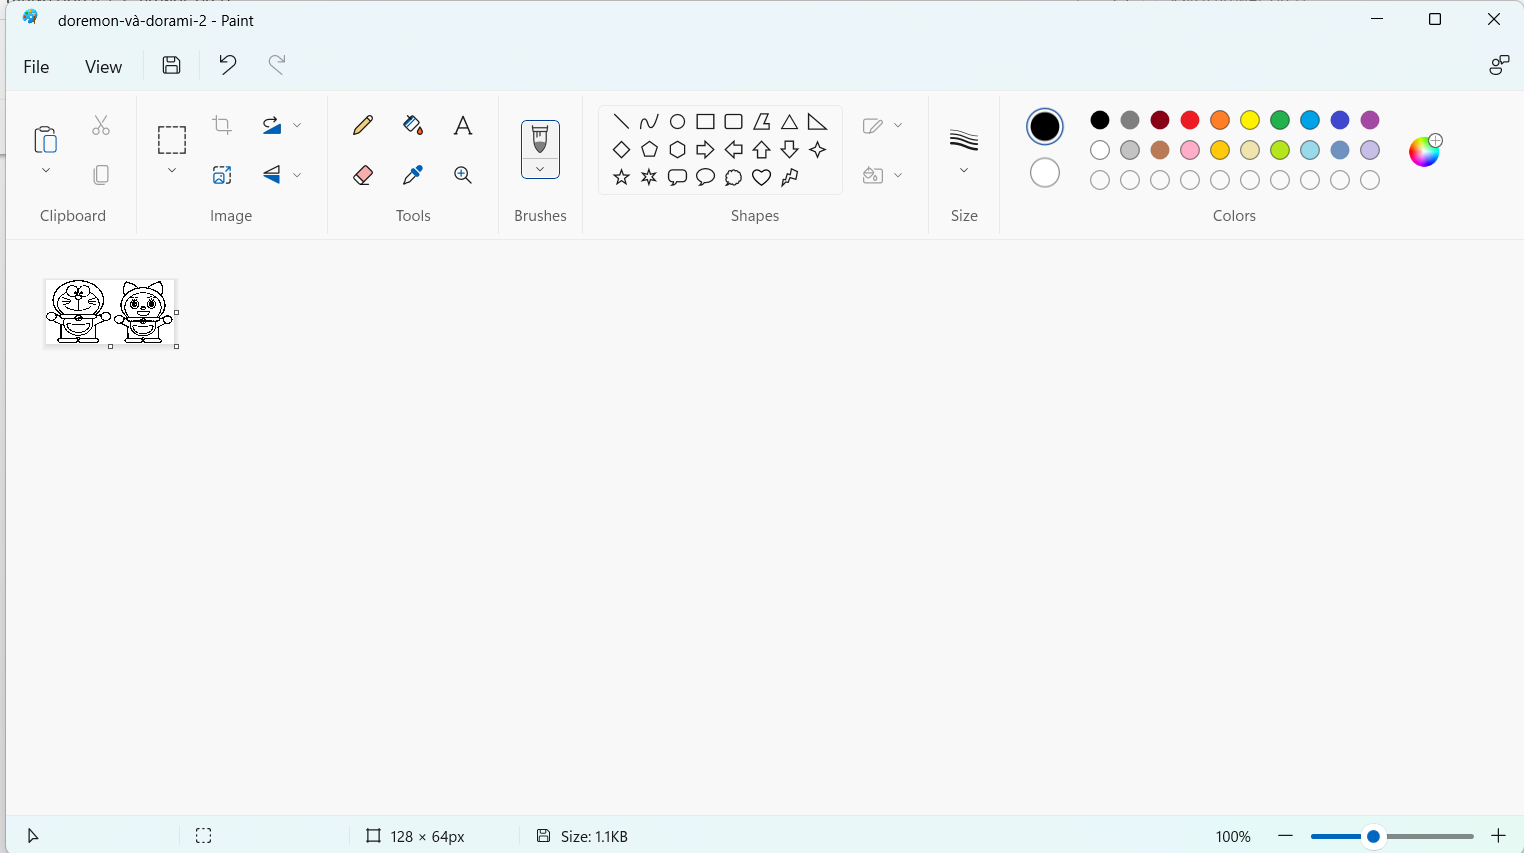 doremon-và-dorami-2 - Paint
File View
Clipboard Image Tools Brushes Shapes Size Colors
128 × 64px Size: 1.1KB 100%